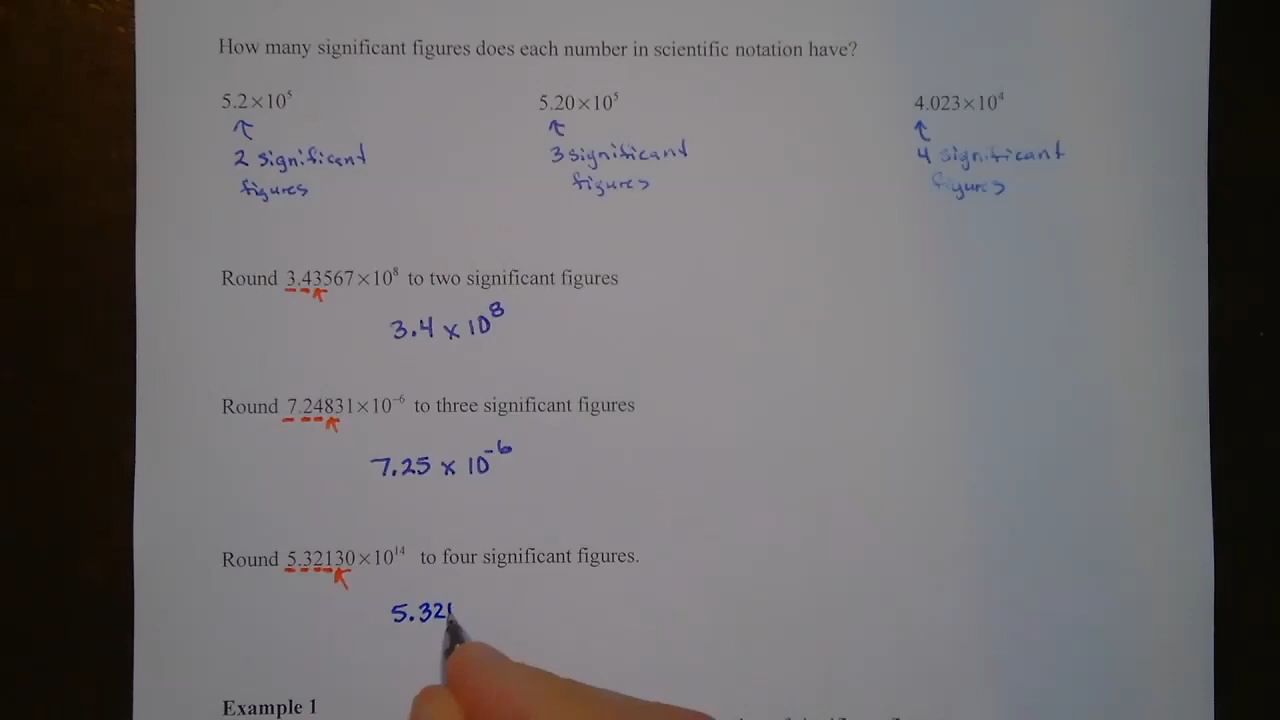 How many significant figures does each number in scientific notation have?
5.2×10⁵ 5.20×10⁵ 4.023×10⁴
2 significant 3 significant 4 significant
figures figures figures
Round 3.43567×10⁸ to two significant figures
3.4 × 10⁸
Round 7.24831×10⁻⁶ to three significant figures
7.25 × 10⁻⁶
Round 5.32130×10¹⁴ to four significant figures.
5.321
Example 1